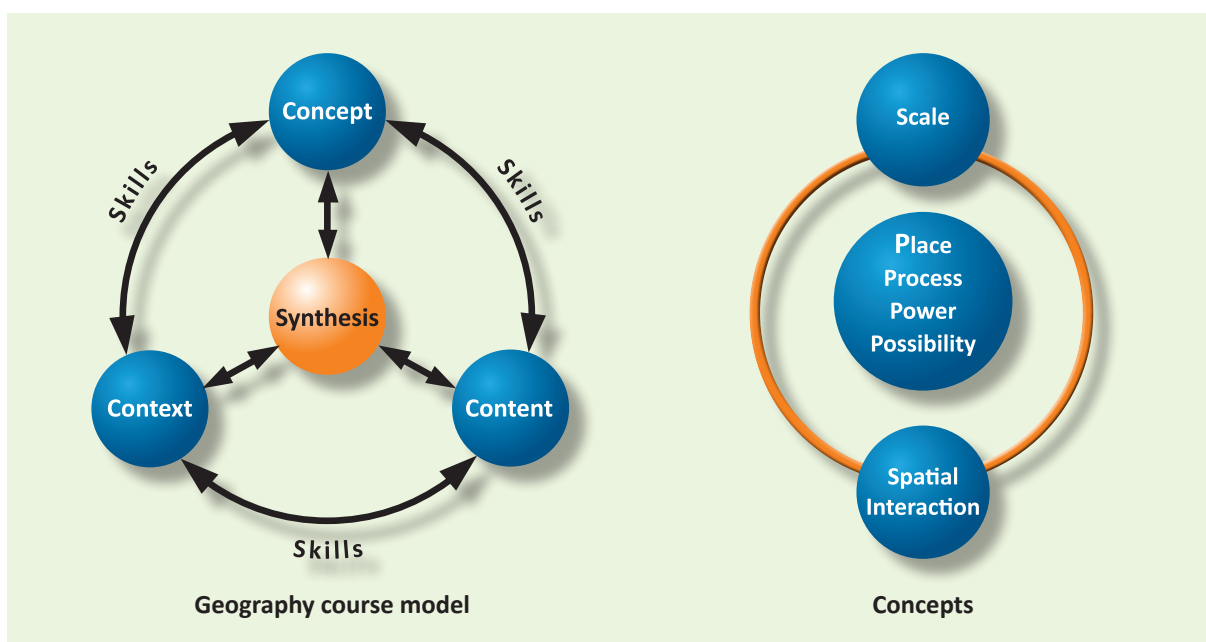 Concept
Skills
Skills
Synthesis
Context
Content
Skills
Geography course model
Scale
Place
Process
Power
Possibility
Spatial
Interaction
Concepts